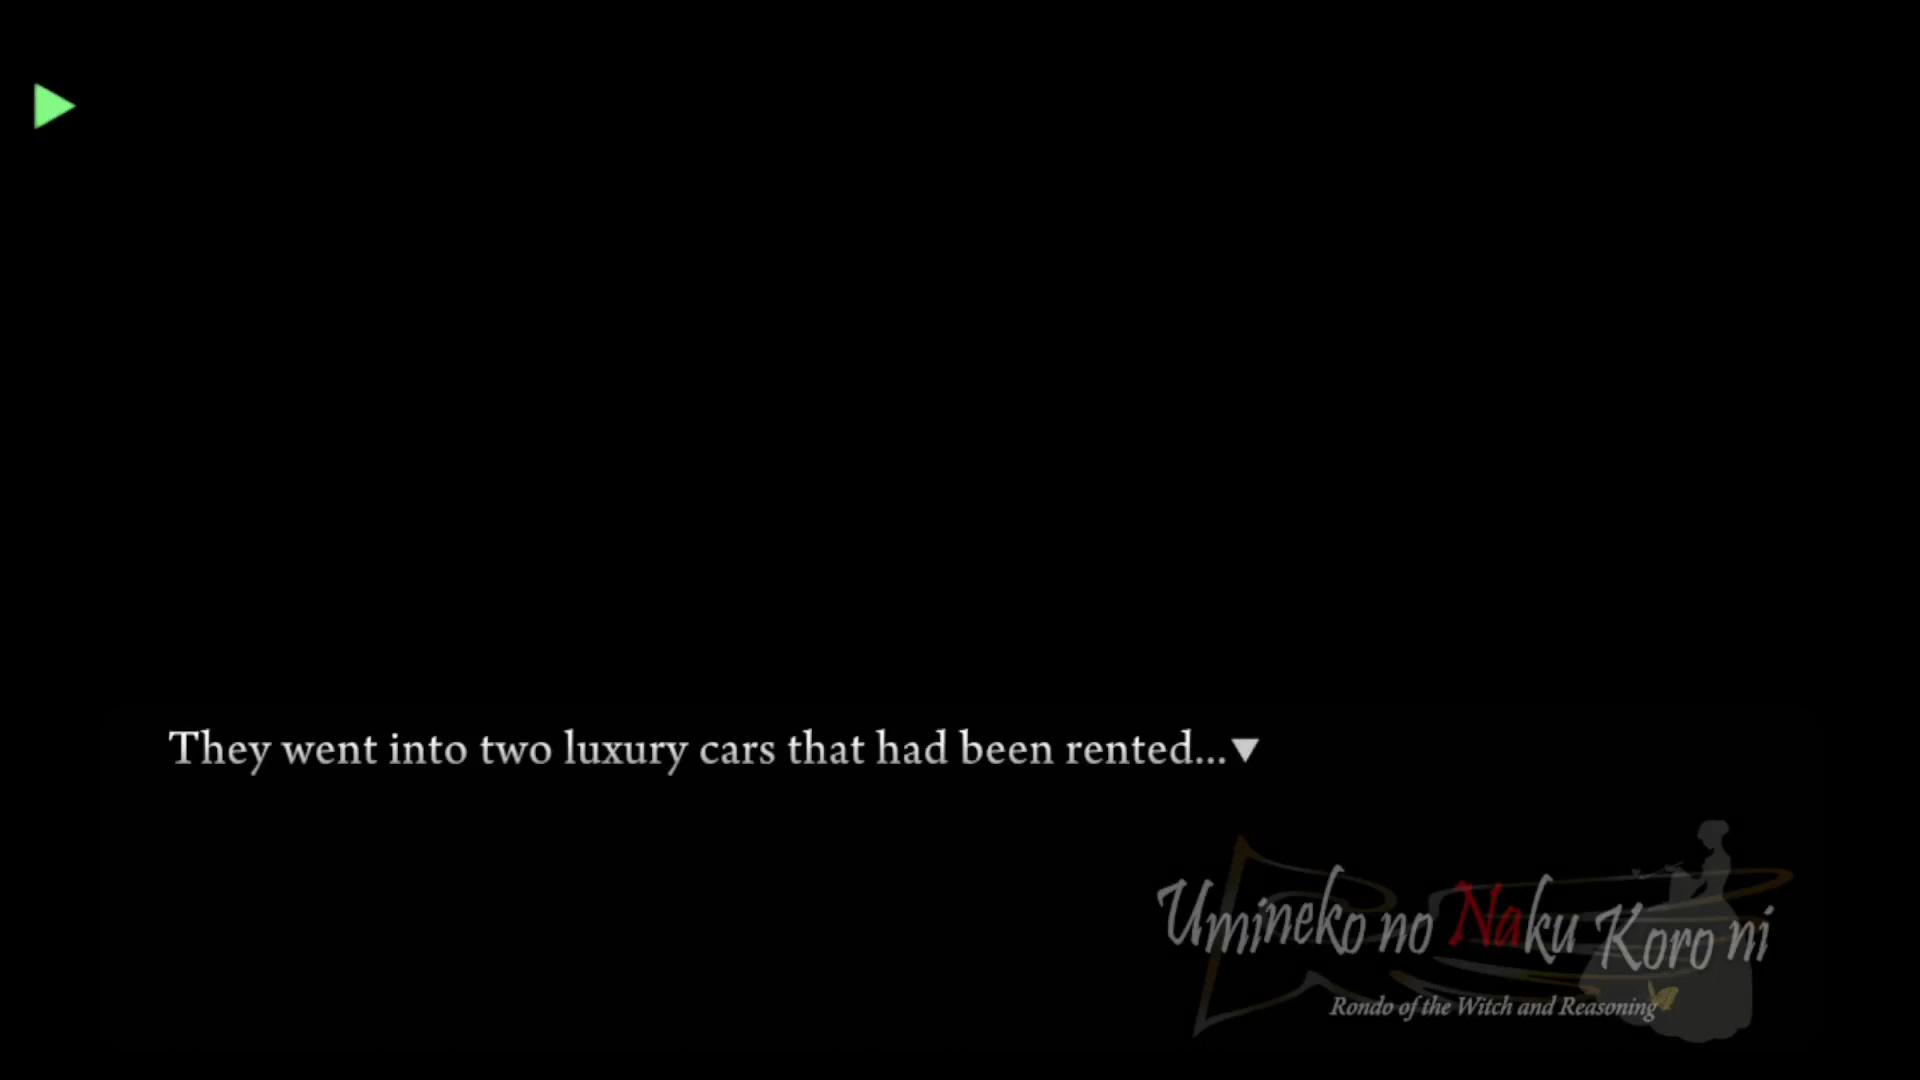 They went into two luxury cars that had been rented...
Umineko no Naku Koro ni
Rondo of the Witch and Reasoning